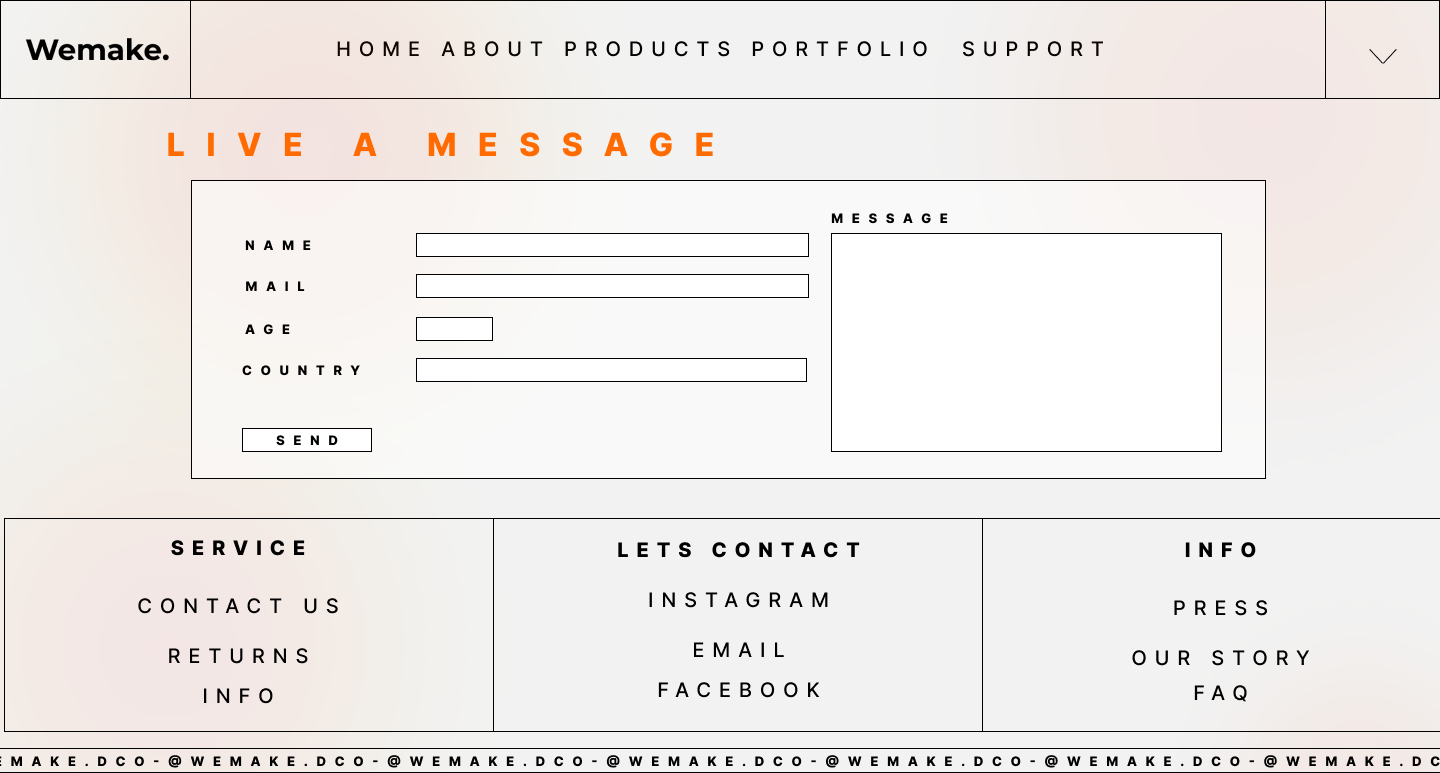 Wemake.
HOME ABOUT PRODUCTS PORTFOLIO SUPPORT
LIVE A MESSAGE
MESSAGE
NAME
MAIL
AGE
COUNTRY
SEND
SERVICE
CONTACT US
RETURNS
INFO
LETS CONTACT
INSTAGRAM
EMAIL
FACEBOOK
INFO
PRESS
OUR STORY
FAQ
EMAKE.DCO-@WEMAKE.DCO-@WEMAKE.DCO-@WEMAKE.DCO-@WEMAKE.DCO-@WEMAKE.DCO-@WEMAKE.DC